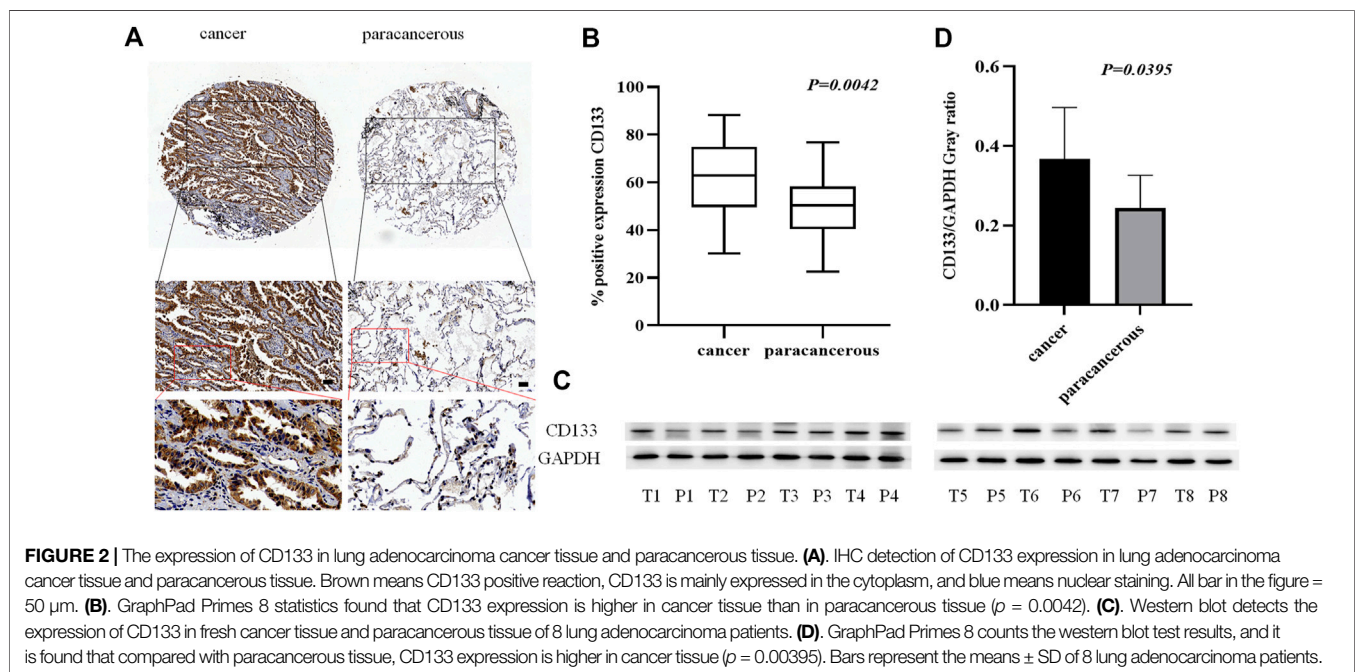 A
cancer
paracancerous
B
% positive expression CD133
100
80
60
40
20
0
P=0.0042
cancer
paracancerous
D
CD133/GAPDH Gray ratio
0.6
0.4
0.2
0.0
P=0.0395
cancer
paracancerous
C
CD133
GAPDH
T1 P1 T2 P2 T3 P3 T4 P4
T5 P5 T6 P6 T7 P7 T8 P8
FIGURE 2 | The expression of CD133 in lung adenocarcinoma cancer tissue and paracancerous tissue. (A). IHC detection of CD133 expression in lung adenocarcinoma
cancer tissue and paracancerous tissue. Brown means CD133 positive reaction, CD133 is mainly expressed in the cytoplasm, and blue means nuclear staining. All bar in the figure =
50 µm. (B). GraphPad Primes 8 statistics found that CD133 expression is higher in cancer tissue than in paracancerous tissue (p = 0.0042). (C). Western blot detects the
expression of CD133 in fresh cancer tissue and paracancerous tissue of 8 lung adenocarcinoma patients. (D). GraphPad Primes 8 counts the western blot test results, and it
is found that compared with paracancerous tissue, CD133 expression is higher in cancer tissue (p = 0.00395). Bars represent the means ± SD of 8 lung adenocarcinoma patients.